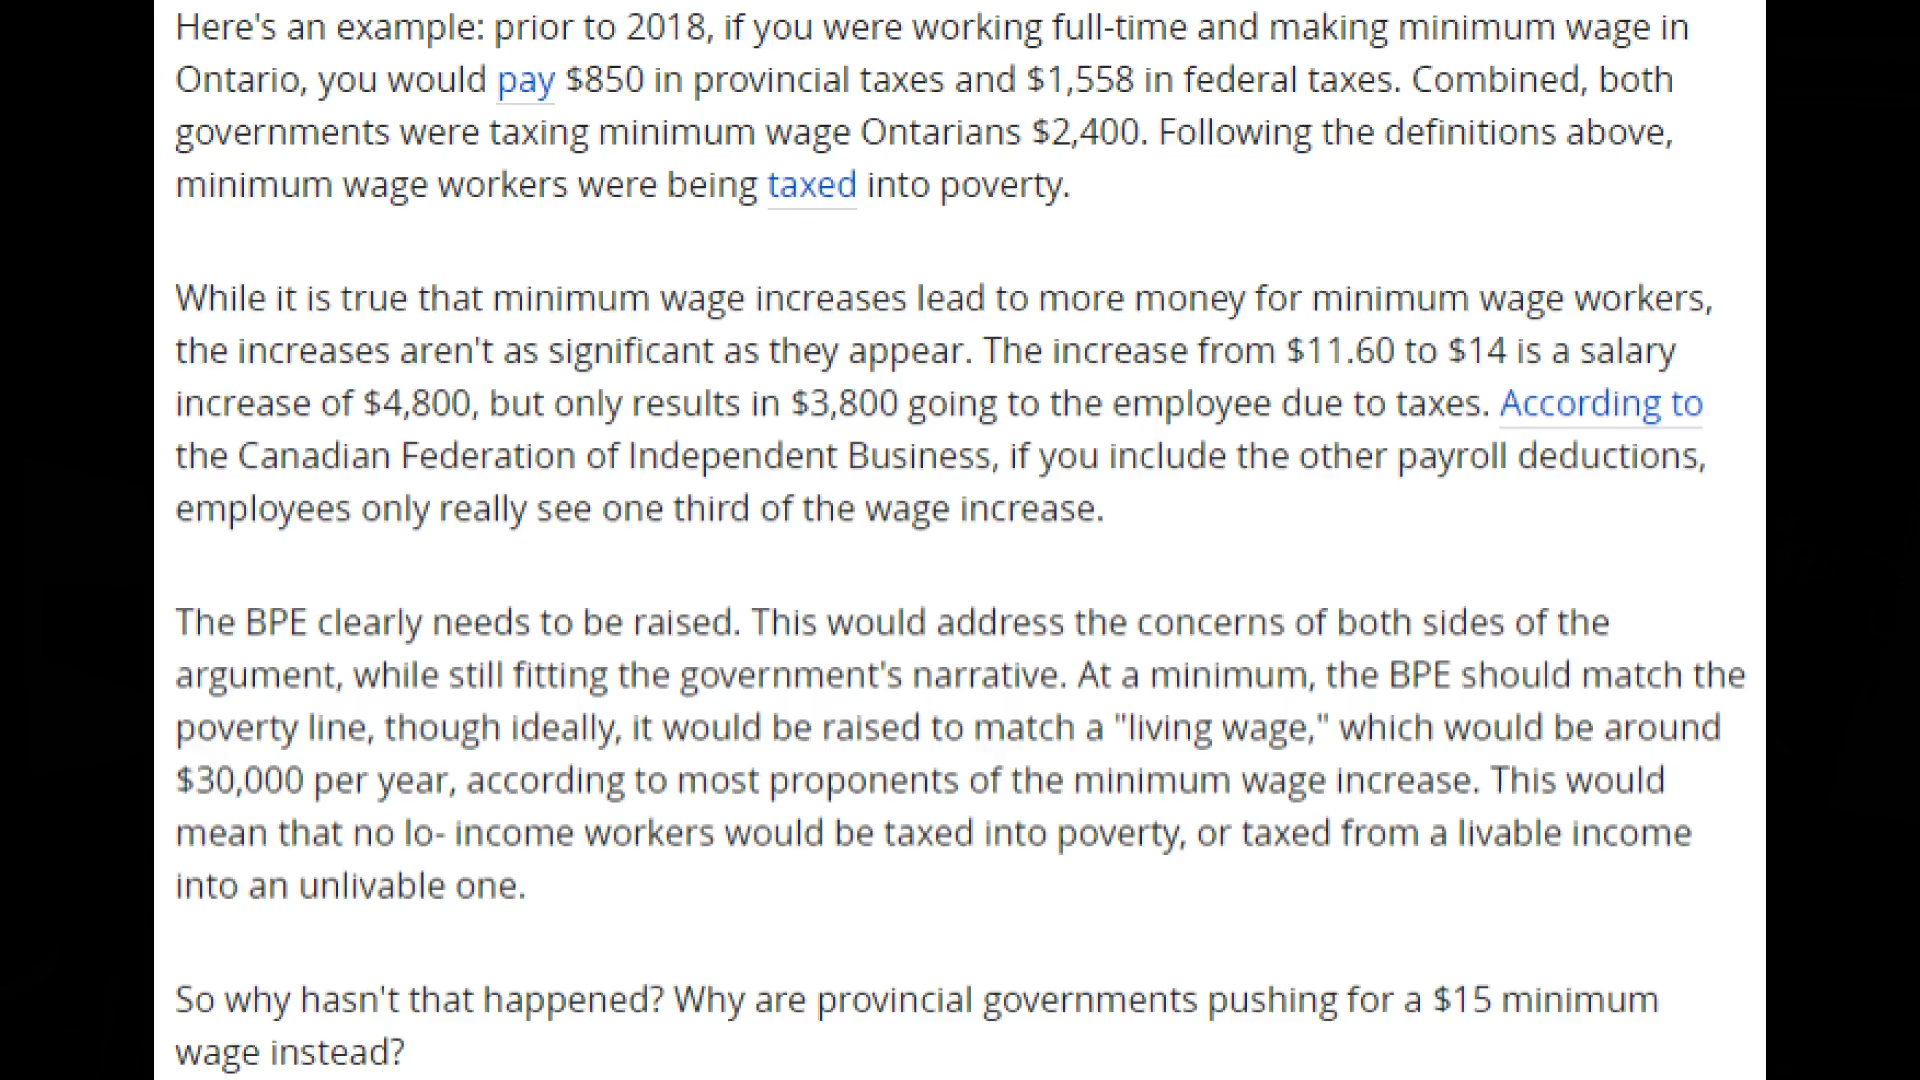 Here's an example: prior to 2018, if you were working full-time and making minimum wage in
Ontario, you would pay $850 in provincial taxes and $1,558 in federal taxes. Combined, both
governments were taxing minimum wage Ontarians $2,400. Following the definitions above,
minimum wage workers were being taxed into poverty.
While it is true that minimum wage increases lead to more money for minimum wage workers,
the increases aren't as significant as they appear. The increase from $11.60 to $14 is a salary
increase of $4,800, but only results in $3,800 going to the employee due to taxes. According to
the Canadian Federation of Independent Business, if you include the other payroll deductions,
employees only really see one third of the wage increase.
The BPE clearly needs to be raised. This would address the concerns of both sides of the
argument, while still fitting the government's narrative. At a minimum, the BPE should match the
poverty line, though ideally, it would be raised to match a "living wage," which would be around
$30,000 per year, according to most proponents of the minimum wage increase. This would
mean that no lo- income workers would be taxed into poverty, or taxed from a livable income
into an unlivable one.
So why hasn't that happened? Why are provincial governments pushing for a $15 minimum
wage instead?